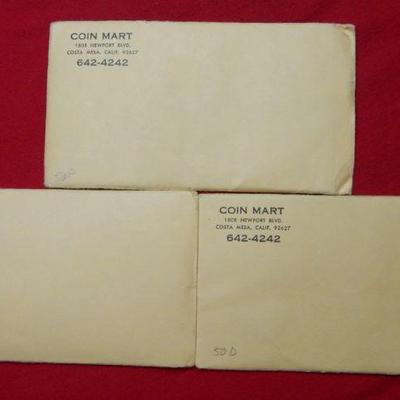 COIN MART
1808 NEWPORT BLVD.
COSTA MESA, CALIF. 92627
642-4242
COIN MART
1808 NEWPORT BLVD.
COSTA MESA, CALIF. 92627
642-4242
50 D